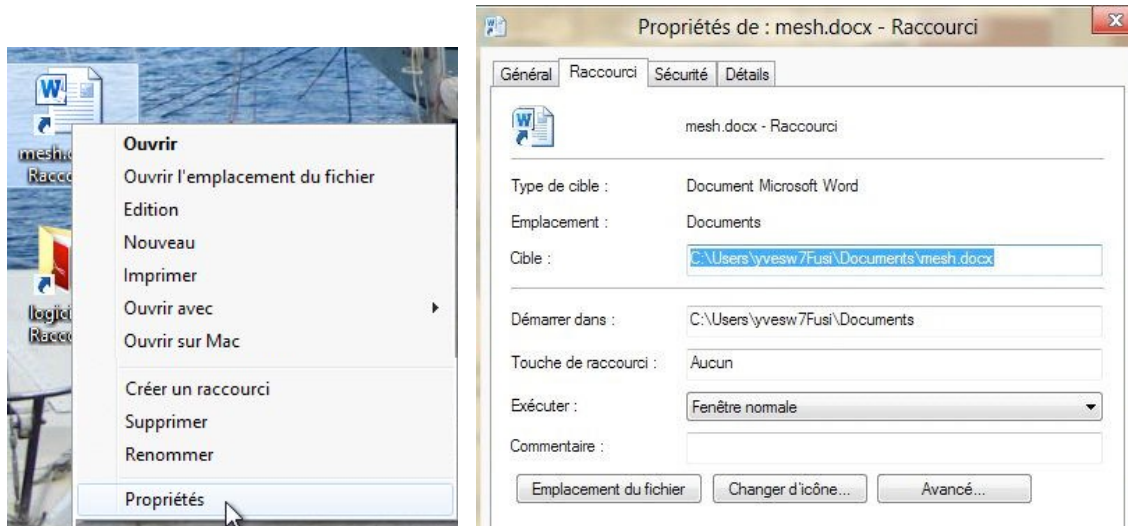 mesh.
Racco
logici
Racco
Ouvrir
Ouvrir l'emplacement du fichier
Edition
Nouveau
Imprimer
Ouvrir avec
Ouvrir sur Mac
Créer un raccourci
Supprimer
Renommer
Propriétés
Propriétés de : mesh.docx - Raccourci
Général Raccourci Sécurité Détails
mesh.docx - Raccourci
Type de cible : Document Microsoft Word
Emplacement : Documents
Cible : C:\Users\yvesw7Fusi\Documents\mesh.docx
Démarrer dans : C:\Users\yvesw7Fusi\Documents
Touche de raccourci : Aucun
Exécuter : Fenêtre normale
Commentaire :
Emplacement du fichier Changer d'icône... Avancé...